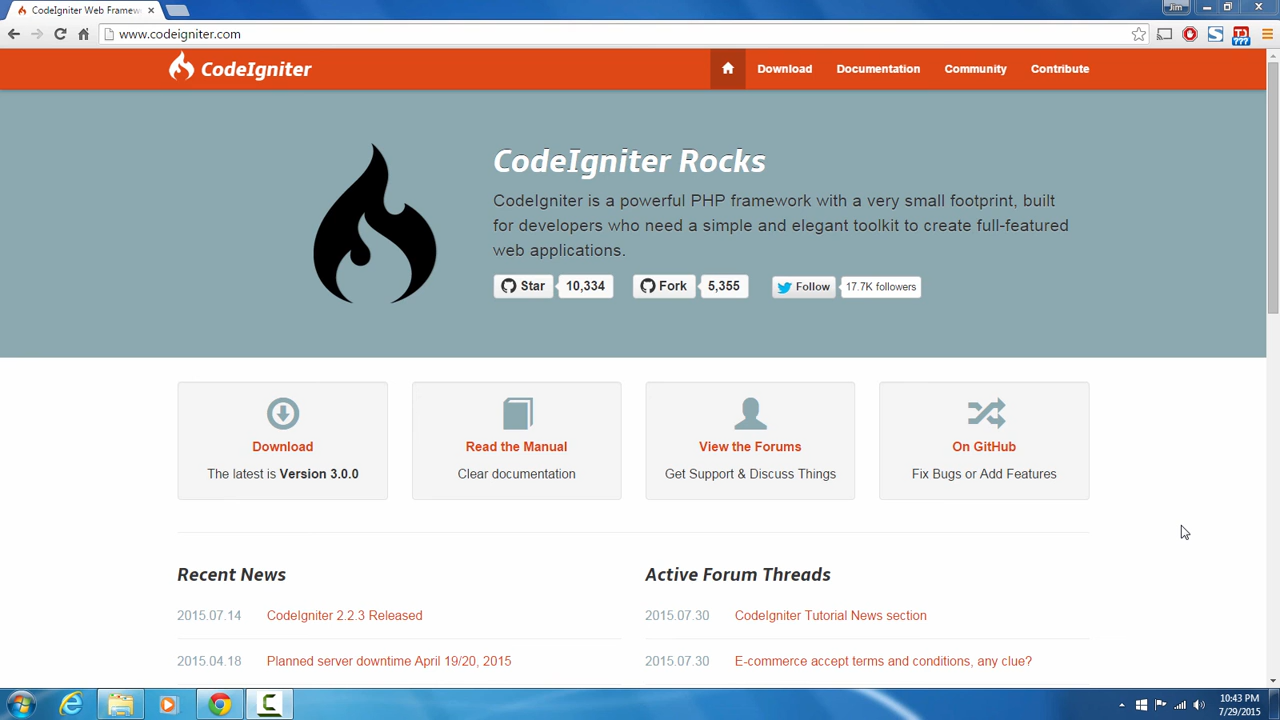 CodeIgniter Web Framew
Jim
www.codeigniter.com
CodeIgniter
Download
Documentation
Community
Contribute
CodeIgniter Rocks
CodeIgniter is a powerful PHP framework with a very small footprint, built
for developers who need a simple and elegant toolkit to create full-featured
web applications.
Star
10,334
Fork
5,355
Follow
17.7K followers
Download
The latest is Version 3.0.0
Read the Manual
Clear documentation
View the Forums
Get Support & Discuss Things
On GitHub
Fix Bugs or Add Features
Recent News
2015.07.14 CodeIgniter 2.2.3 Released
2015.04.18 Planned server downtime April 19/20, 2015
Active Forum Threads
2015.07.30 CodeIgniter Tutorial News section
2015.07.30 E-commerce accept terms and conditions, any clue?
10:43 PM
7/29/2015